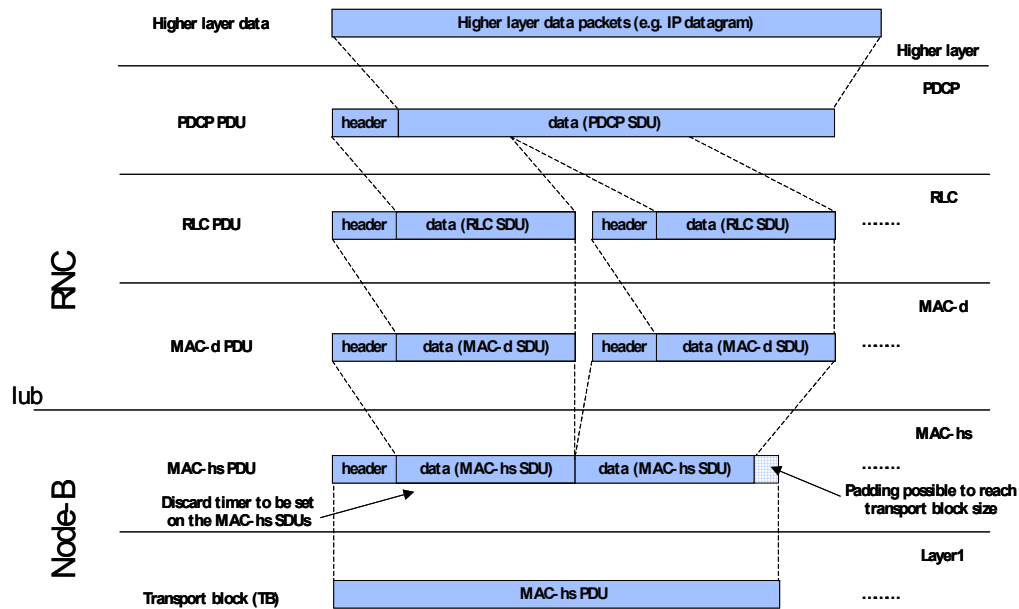 Higher layer data
Higher layer data packets (e.g. IP datagram)
Higher layer
PDCP
PDCP PDU
header
data (PDCP SDU)
RLC
RLC PDU
header
data (RLC SDU)
header
data (RLC SDU)
.......
RNC
MAC-d
MAC-d PDU
header
data (MAC-d SDU)
header
data (MAC-d SDU)
.......
Iub
MAC-hs
MAC-hs PDU
header
data (MAC-hs SDU)
data (MAC-hs SDU)
.......
Discard timer to be set
on the MAC-hs SDUs
Padding possible to reach
transport block size
Node-B
Layer1
Transport block (TB)
MAC-hs PDU
.......